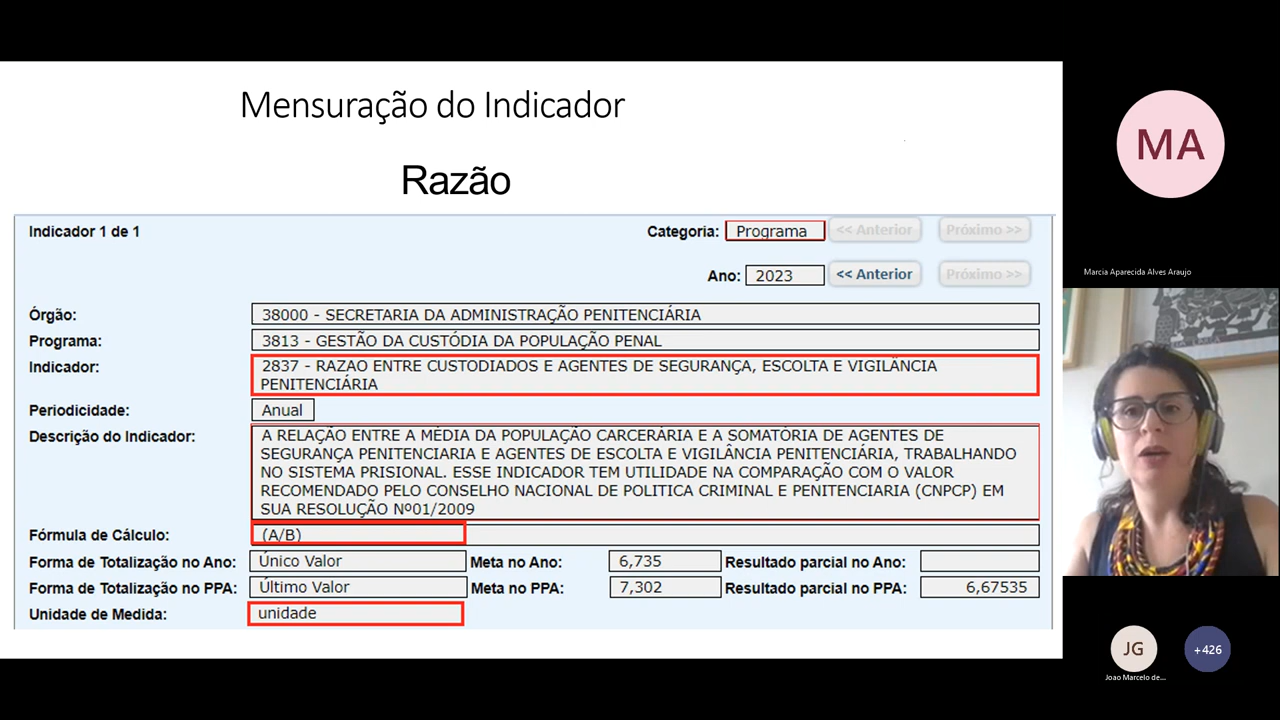 Mensuração do Indicador
Razão
Indicador 1 de 1
Categoria: Programa << Anterior Próximo >>
Ano: 2023 << Anterior Próximo >>
Órgão: 38000 - SECRETARIA DA ADMINISTRAÇÃO PENITENCIÁRIA
Programa: 3813 - GESTÃO DA CUSTÓDIA DA POPULAÇÃO PENAL
Indicador: 2837 - RAZAO ENTRE CUSTODIADOS E AGENTES DE SEGURANÇA, ESCOLTA E VIGILÂNCIA
PENITENCIÁRIA
Periodicidade: Anual
Descrição do Indicador: A RELAÇÃO ENTRE A MÉDIA DA POPULAÇÃO CARCERÁRIA E A SOMATÓRIA DE AGENTES DE
SEGURANÇA PENITENCIARIA E AGENTES DE ESCOLTA E VIGILÂNCIA PENITENCIÁRIA, TRABALHANDO
NO SISTEMA PRISIONAL. ESSE INDICADOR TEM UTILIDADE NA COMPARAÇÃO COM O VALOR
RECOMENDADO PELO CONSELHO NACIONAL DE POLITICA CRIMINAL E PENITENCIARIA (CNPCP) EM
SUA RESOLUÇÃO Nº01/2009
Fórmula de Cálculo: (A/B)
Forma de Totalização no Ano: Único Valor Meta no Ano: 6,735 Resultado parcial no Ano:
Forma de Totalização no PPA: Último Valor Meta no PPA: 7,302 Resultado parcial no PPA: 6,67535
Unidade de Medida: unidade
MA
Marcia Aparecida Alves Araujo
JG
+426
Joao Marcelo de...